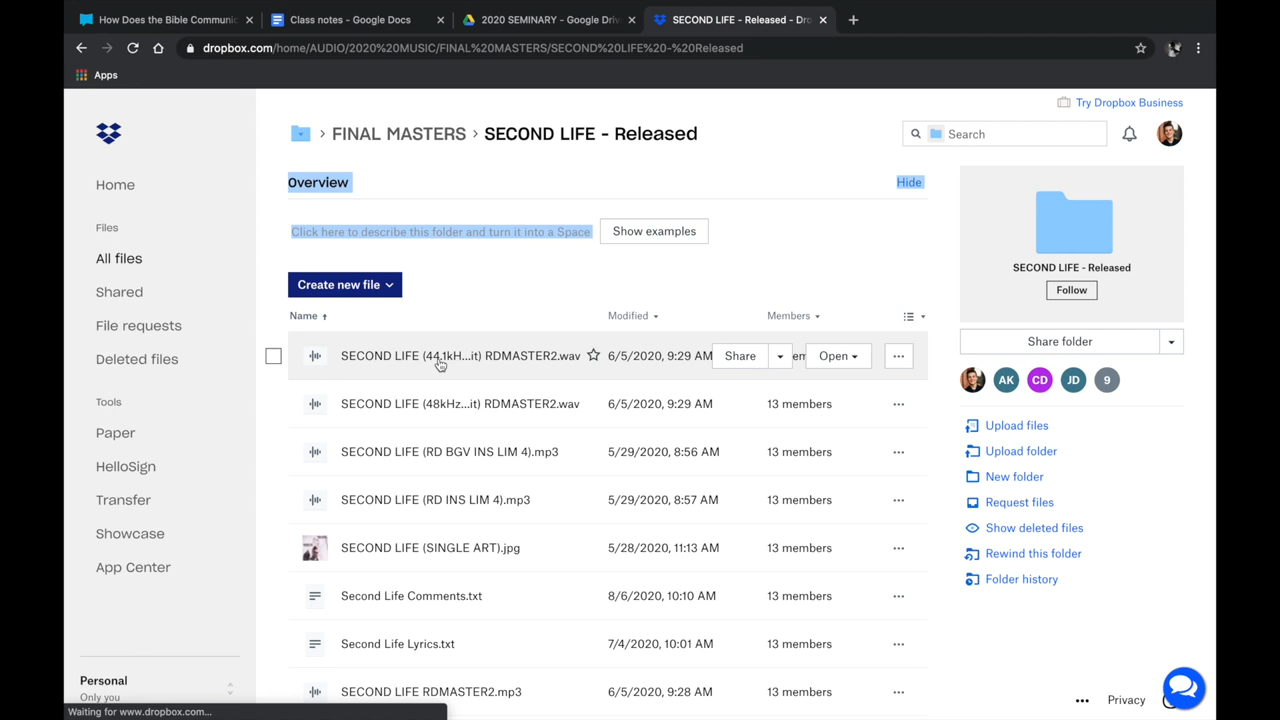 How Does the Bible Communic
Class notes - Google Docs
2020 SEMINARY - Google Driv
SECOND LIFE - Released - Dro
dropbox.com/home/AUDIO/2020%20MUSIC/FINAL%20MASTERS/SECOND%20LIFE%20-%20Released
Apps
Try Dropbox Business
FINAL MASTERS > SECOND LIFE - Released
Search
Home
Files
All files
Shared
File requests
Deleted files
Tools
Paper
HelloSign
Transfer
Showcase
App Center
Personal
Only you
Overview
Hide
Click here to describe this folder and turn it into a Space
Show examples
Create new file
Name
Modified
Members
SECOND LIFE (44.1kH...it) RDMASTER2.wav 6/5/2020, 9:29 AM Share em Open
SECOND LIFE (48kHz...it) RDMASTER2.wav 6/5/2020, 9:29 AM 13 members
SECOND LIFE (RD BGV INS LIM 4).mp3 5/29/2020, 8:56 AM 13 members
SECOND LIFE (RD INS LIM 4).mp3 5/29/2020, 8:57 AM 13 members
SECOND LIFE (SINGLE ART).jpg 5/28/2020, 11:13 AM 13 members
Second Life Comments.txt 8/6/2020, 10:10 AM 13 members
Second Life Lyrics.txt 7/4/2020, 10:01 AM 13 members
SECOND LIFE RDMASTER2.mp3 6/5/2020, 9:28 AM 13 members
SECOND LIFE - Released
Follow
Share folder
AK CD JD 9
Upload files
Upload folder
New folder
Request files
Show deleted files
Rewind this folder
Folder history
Privacy
Waiting for www.dropbox.com...